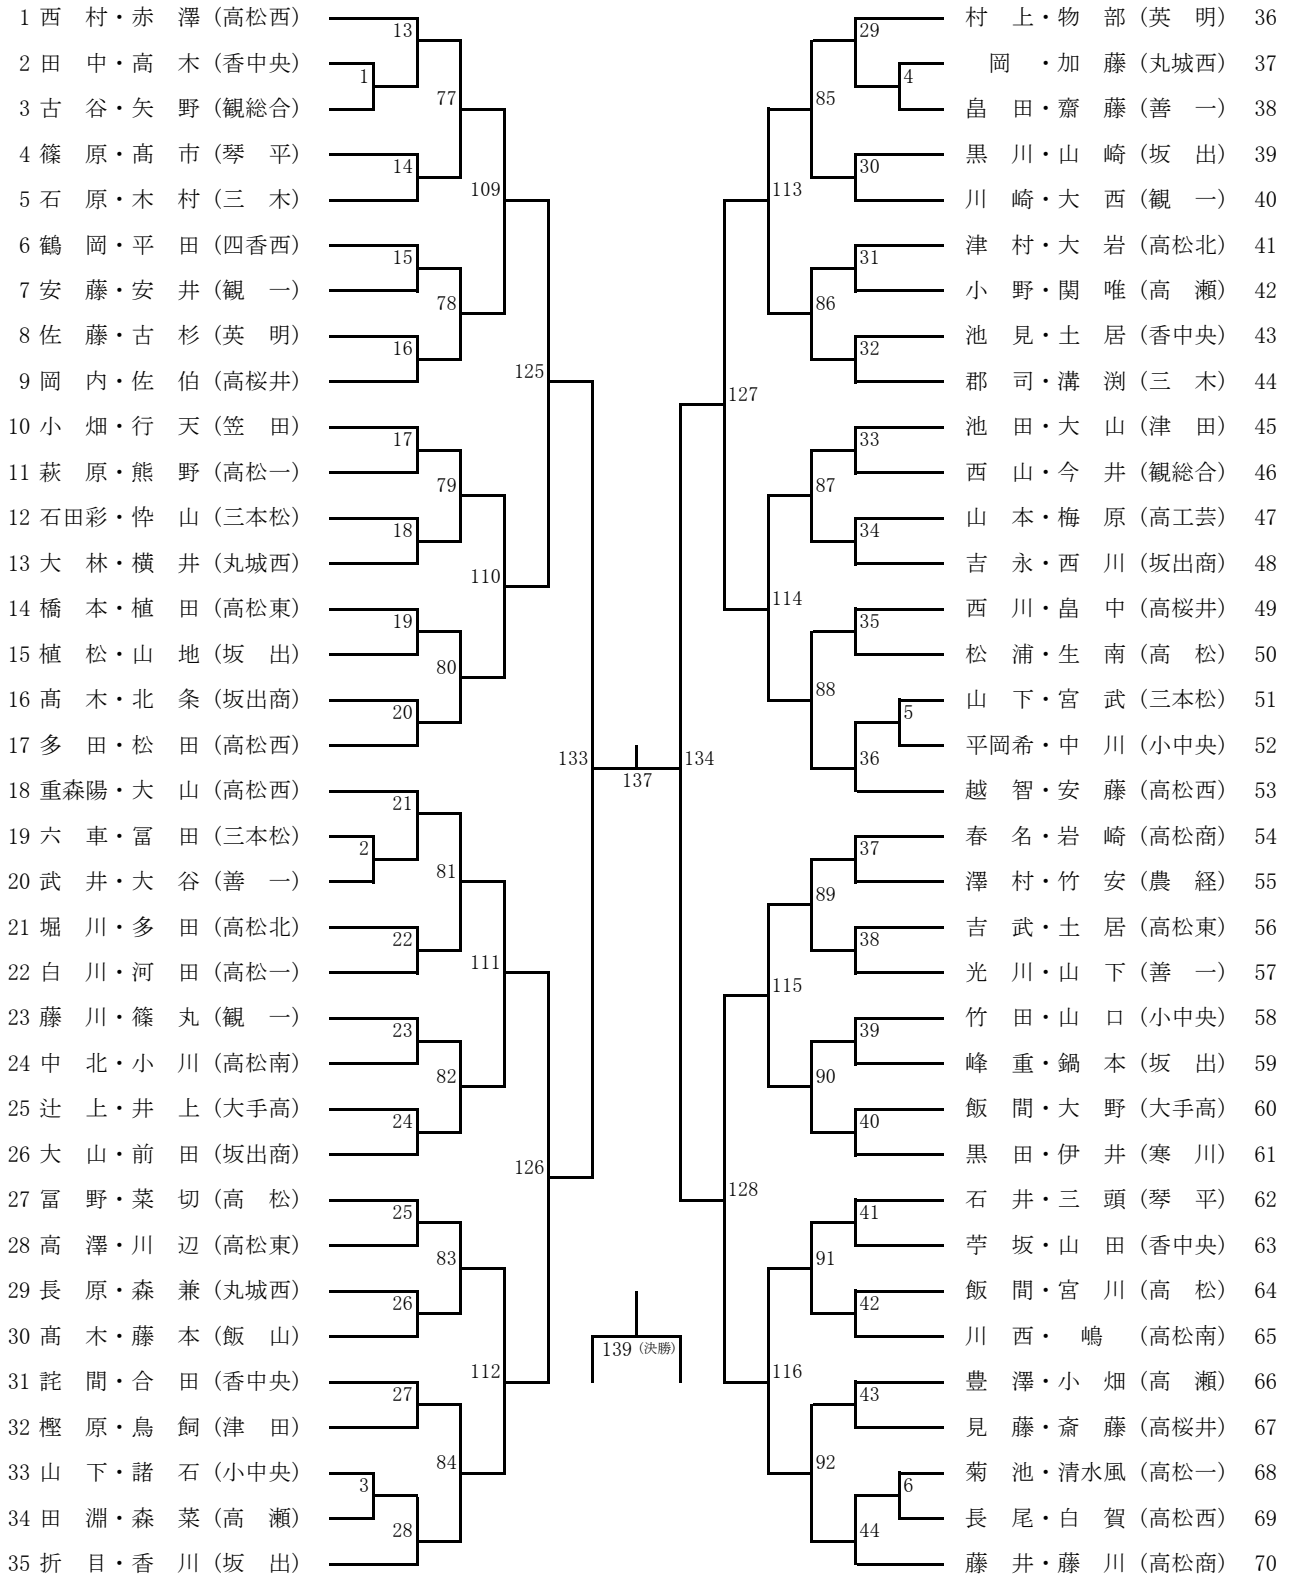 1 西　村・赤　澤 (高松西)
2 田　中・高　木 (香中央)
3 古　谷・矢　野 (観総合)
4 篠　原・髙　市 (琴　平)
5 石　原・木　村 (三　木)
6 鶴　岡・平　田 (四香西)
7 安　藤・安　井 (観　一)
8 佐　藤・古　杉 (英　明)
9 岡　内・佐　伯 (高桜井)
10 小　畑・行　天 (笠　田)
11 萩　原・熊　野 (高松一)
12 石田彩・忰　山 (三本松)
13 大　林・横　井 (丸城西)
14 橋　本・植　田 (高松東)
15 植　松・山　地 (坂　出)
16 髙　木・北　条 (坂出商)
17 多　田・松　田 (高松西)
18 重森陽・大　山 (高松西)
19 六　車・冨　田 (三本松)
20 武　井・大　谷 (善　一)
21 堀　川・多　田 (高松北)
22 白　川・河　田 (高松一)
23 藤　川・篠　丸 (観　一)
24 中　北・小　川 (高松南)
25 辻　上・井　上 (大手高)
26 大　山・前　田 (坂出商)
27 冨　野・菜　切 (高　松)
28 高　澤・川　辺 (高松東)
29 長　原・森　兼 (丸城西)
30 髙　木・藤　本 (飯　山)
31 詫　間・合　田 (香中央)
32 樫　原・鳥　飼 (津　田)
33 山　下・諸　石 (小中央)
34 田　淵・森　菜 (高　瀬)
35 折　目・香　川 (坂　出)
13
1
77
14
109
15
78
16
125
17
79
18
110
19
80
20
133
21
2
81
22
111
23
82
24
126
25
83
26
112
27
3
84
28
137
139 (決勝)
134
29
4
85
30
113
31
86
32
127
33
87
34
114
35
88
5
36
37
89
38
115
39
90
40
128
41
91
42
116
43
92
6
44
村　上・物　部 (英　明) 36
岡　・加　藤 (丸城西) 37
畠　田・齋　藤 (善　一) 38
黒　川・山　崎 (坂　出) 39
川　崎・大　西 (観　一) 40
津　村・大　岩 (高松北) 41
小　野・関　唯 (高　瀬) 42
池　見・土　居 (香中央) 43
郡　司・溝　渕 (三　木) 44
池　田・大　山 (津　田) 45
西　山・今　井 (観総合) 46
山　本・梅　原 (高工芸) 47
吉　永・西　川 (坂出商) 48
西　川・畠　中 (高桜井) 49
松　浦・生　南 (高　松) 50
山　下・宮　武 (三本松) 51
平岡希・中　川 (小中央) 52
越　智・安　藤 (高松西) 53
春　名・岩　崎 (高松商) 54
澤　村・竹　安 (農　経) 55
吉　武・土　居 (高松東) 56
光　川・山　下 (善　一) 57
竹　田・山　口 (小中央) 58
峰　重・鍋　本 (坂　出) 59
飯　間・大　野 (大手高) 60
黒　田・伊　井 (寒　川) 61
石　井・三　頭 (琴　平) 62
苧　坂・山　田 (香中央) 63
飯　間・宮　川 (高　松) 64
川　西・　嶋　 (高松南) 65
豊　澤・小　畑 (高　瀬) 66
見　藤・斎　藤 (高桜井) 67
菊　池・清水風 (高松一) 68
長　尾・白　賀 (高松西) 69
藤　井・藤　川 (高松商) 70